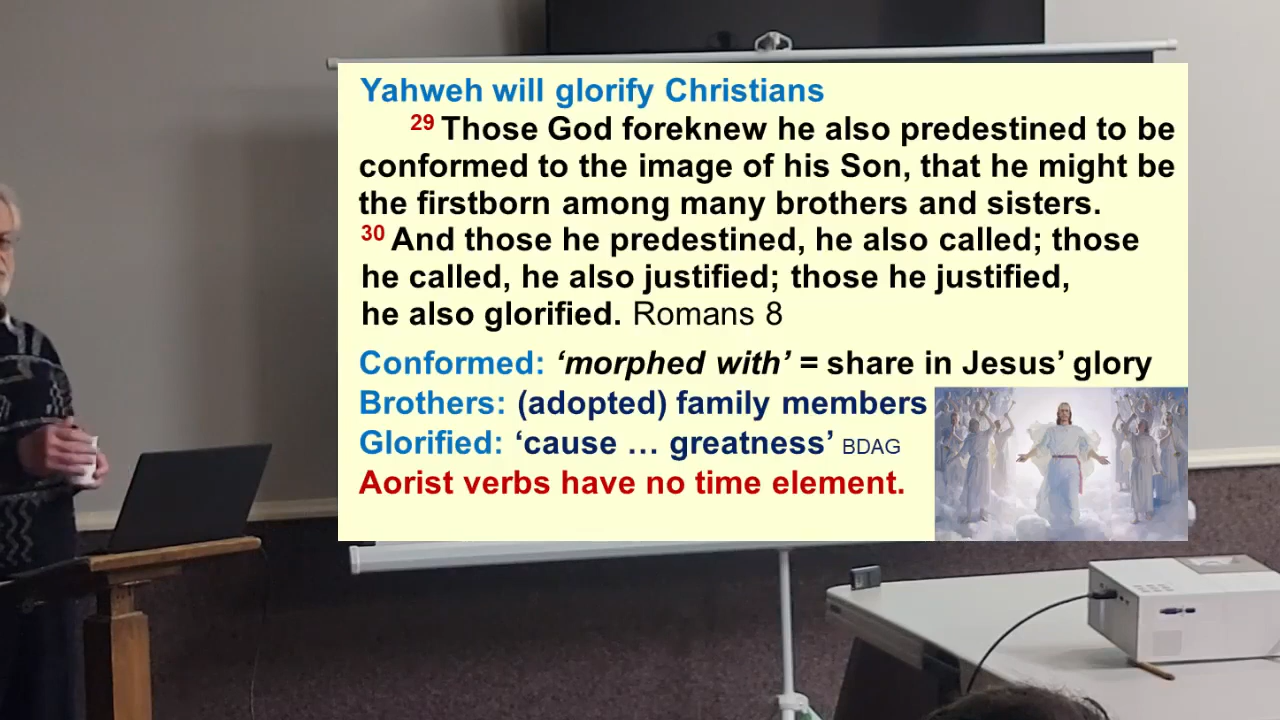 Yahweh will glorify Christians
29 Those God foreknew he also predestined to be
conformed to the image of his Son, that he might be
the firstborn among many brothers and sisters.
30 And those he predestined, he also called; those
he called, he also justified; those he justified,
he also glorified. Romans 8
Conformed: ‘morphed with’ = share in Jesus’ glory
Brothers: (adopted) family members
Glorified: ‘cause … greatness’ BDAG
Aorist verbs have no time element.